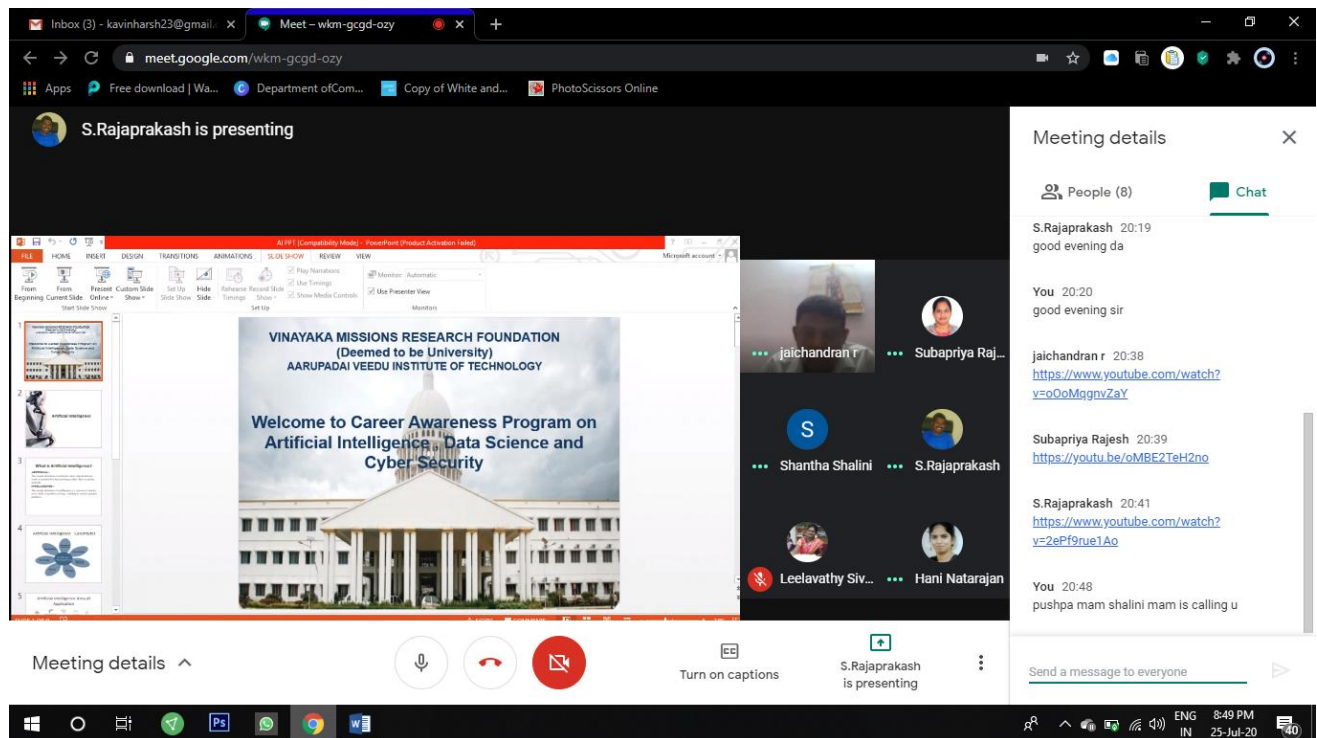 Inbox (3) - kavinharsh23@gmail.
Meet – wkm-gcgd-ozy
meet.google.com/wkm-gcgd-ozy
Apps
Free download | Wa...
Department ofCom...
Copy of White and...
PhotoScissors Online
S.Rajaprakash is presenting
AI PPT [Compatibility Mode] - PowerPoint (Product Activation Failed)
FILE HOME INSERT DESIGN TRANSITIONS ANIMATIONS SLIDE SHOW REVIEW VIEW
Microsoft account
From Beginning
From Current Slide
Present Online
Custom Slide Show
Set Up Slide Show
Hide Slide
Rehearse Timings
Record Slide Show
Play Narrations
Use Timings
Show Media Controls
Monitor: Automatic
Use Presenter View
Start Slide Show
Set Up
Monitors
1
2
Artificial Intelligence
3
What is Artificial Intelligence?
4
5
VINAYAKA MISSIONS RESEARCH FOUNDATION
(Deemed to be University)
AARUPADAI VEEDU INSTITUTE OF TECHNOLOGY
Welcome to Career Awareness Program on
Artificial Intelligence , Data Science and
Cyber Security
jaichandran r
Subapriya Raj...
S
Shantha Shalini
S.Rajaprakash
Leelavathy Siv...
Hani Natarajan
Meeting details
People (8)
Chat
S.Rajaprakash 20:19
good evening da
You 20:20
good evening sir
jaichandran r 20:38
https://www.youtube.com/watch?
v=oOoMqgnvZaY
Subapriya Rajesh 20:39
https://youtu.be/oMBE2TeH2no
S.Rajaprakash 20:41
https://www.youtube.com/watch?
v=2ePf9rue1Ao
You 20:48
pushpa mam shalini mam is calling u
Send a message to everyone
Meeting details
Turn on captions
S.Rajaprakash
is presenting
Ps
ENG
IN
8:49 PM
25-Jul-20
40